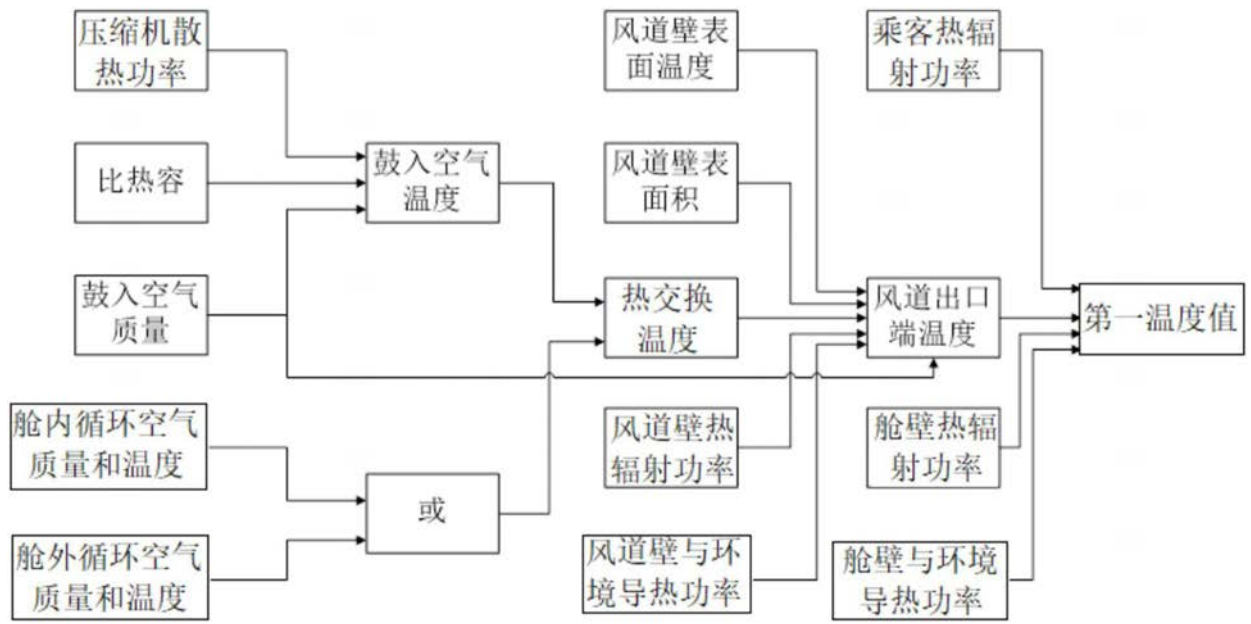 压缩机散
热功率
比热容
鼓入空气
质量
舱内循环空气
质量和温度
舱外循环空气
质量和温度
鼓入空气
温度
或
风道壁表
面温度
风道壁表
面积
热交换
温度
风道壁热
辐射功率
风道壁与环
境导热功率
乘客热辐
射功率
风道出口
端温度
舱壁热辐
射功率
舱壁与环境
导热功率
第一温度值